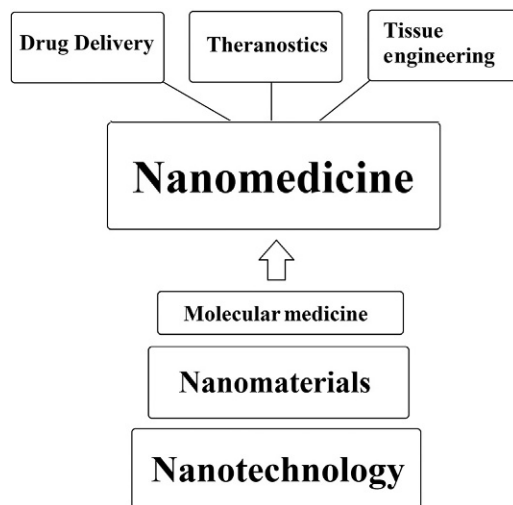 Drug Delivery
Theranostics
Tissue
engineering
Nanomedicine
Molecular medicine
Nanomaterials
Nanotechnology